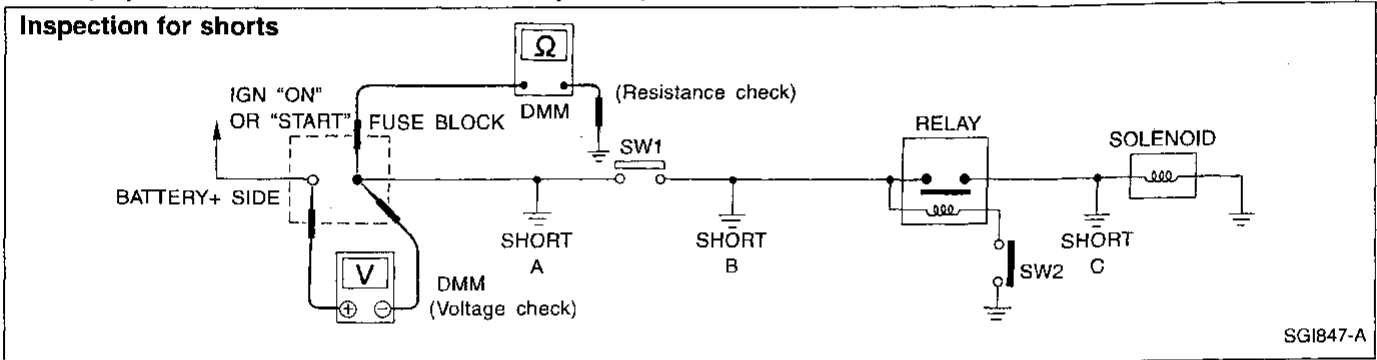 Inspection for shorts
Ω
DMM
(Resistance check)
IGN "ON"
OR "START"
FUSE BLOCK
BATTERY+ SIDE
SW1
RELAY
SOLENOID
SHORT
A
SHORT
B
SHORT
C
SW2
V
+ -
DMM
(Voltage check)
SGI847-A